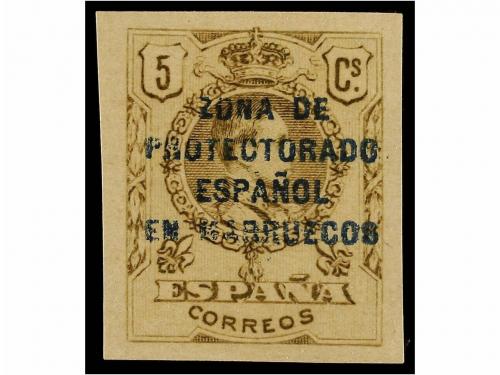 5 Cs.
ZONA DE
PROTECTORADO
ESPAÑOL
EN MARRUECOS
ESPAÑA
CORREOS